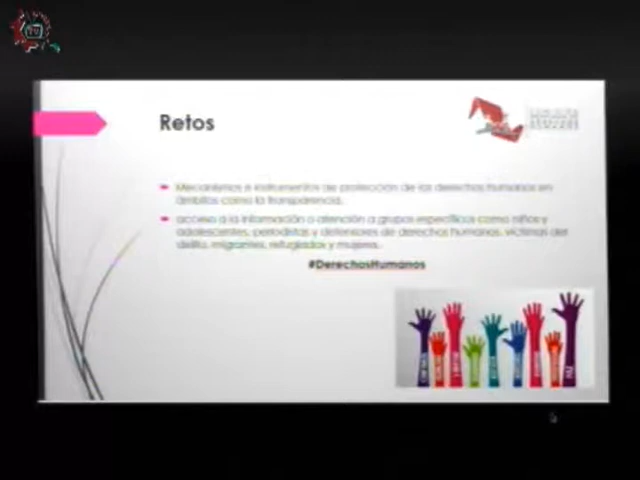 Retos
Mecanismos e instrumentos de protección de los derechos humanos en
ámbitos como la transparencia,
acceso a la información o atención a grupos específicos como niños y
adolescentes, periodistas y defensores de derechos humanos, víctimas del
delito, migrantes, refugiados y mujeres.
#DerechosHumanos